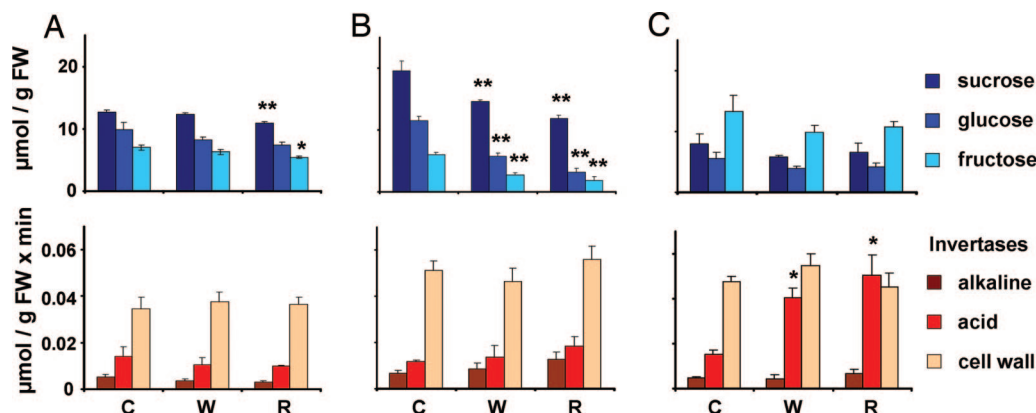 A
B
C
µmol / g FW
20
10
0
**
*
**
**
**
**
**
**
sucrose
glucose
fructose
µmol / g FW x min
0.06
0.04
0.02
0
*
*
Invertases
alkaline
acid
cell wall
C W R
C W R
C W R